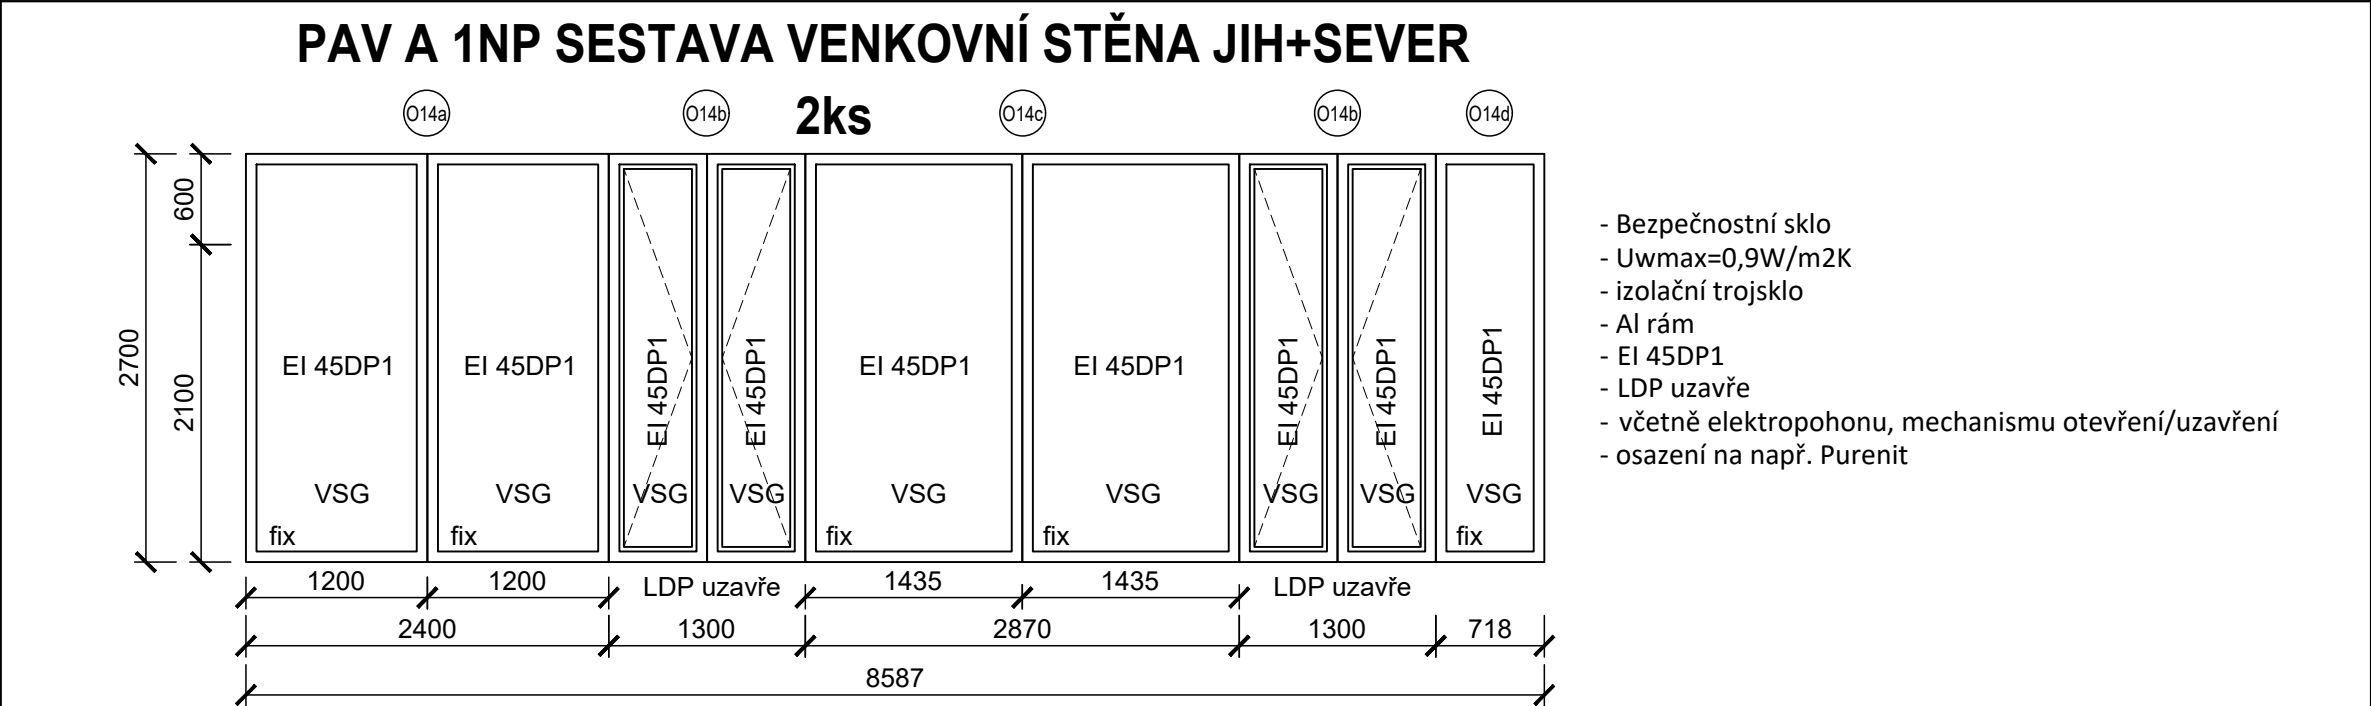 PAV A 1NP SESTAVA VENKOVNÍ STĚNA JIH+SEVER
O14a O14b 2ks O14c O14b O14d
600
2100
2700
EI 45DP1 EI 45DP1 EI 45DP1 EI 45DP1 EI 45DP1 EI 45DP1 EI 45DP1 EI 45DP1 EI 45DP1
VSG VSG VSG VSG VSG VSG VSG VSG VSG
fix fix fix fix fix
1200 1200 LDP uzavře 1435 1435 LDP uzavře
2400 1300 2870 1300 718
8587
- Bezpečnostní sklo
- Uwmax=0,9W/m2K
- izolační trojsklo
- Al rám
- EI 45DP1
- LDP uzavře
- včetně elektropohonu, mechanismu otevření/uzavření
- osazení na např. Purenit